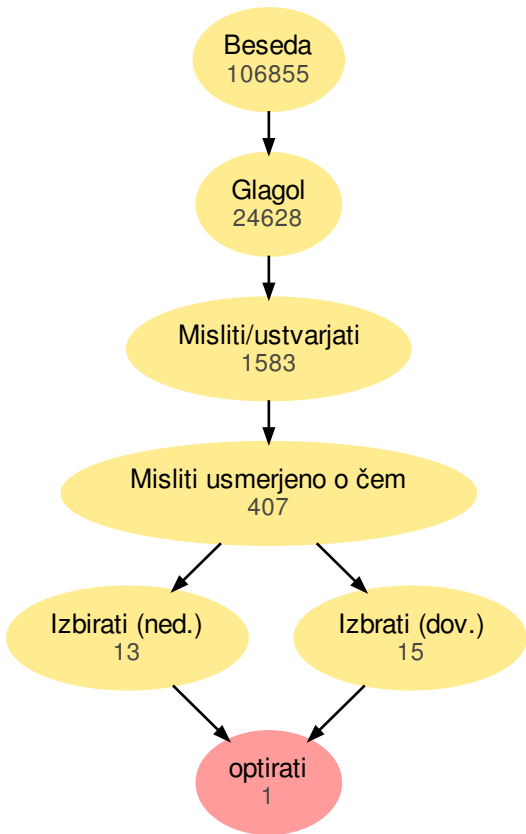 Beseda
106855
Glagol
24628
Misliti/ustvarjati
1583
Misliti usmerjeno o čem
407
Izbirati (ned.)
13
Izbrati (dov.)
15
optirati
1